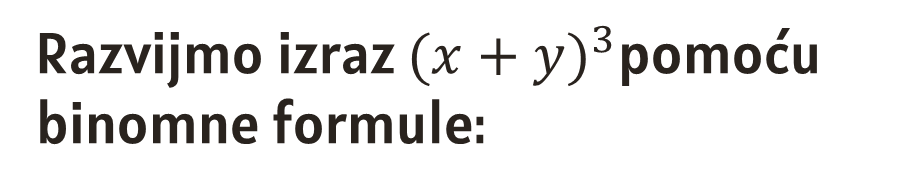 Razvijmo izraz (x + y)³ pomoću
binomne formule: